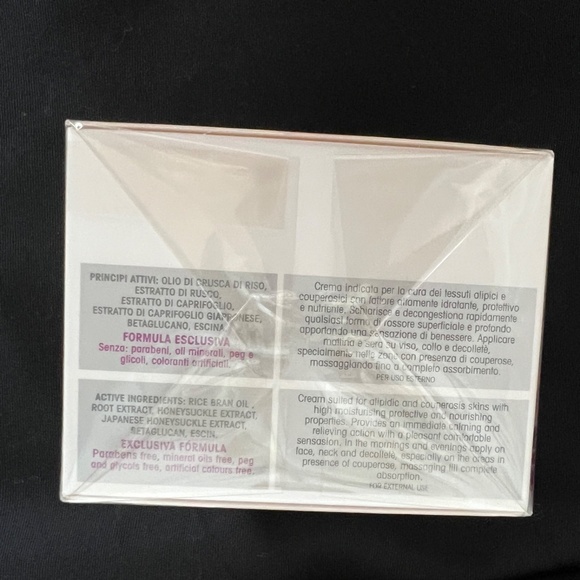 PRINCIPI ATTIVI: OLIO DI CRUSCA DI RISO,
ESTRATTO DI RUSCO,
ESTRATTO DI CAPRIFOGLIO,
ESTRATTO DI CAPRIFOGLIO GIAPPONESE,
BETAGLUCANO, ESCINA.
FORMULA ESCLUSIVA
Senza: parabeni, oli minerali, peg e
glicoli, coloranti artificiali.
Crema indicata per la cura dei tessuti alipici e
couperosici con fattore altamente idratante, protettivo
e nutriente. Schiarisce e decongestiona rapidamente
qualsiasi forma di rossore superficiale e profondo
apportando una sensazione di benessere. Applicare
mattina e sera su viso, collo e décolleté,
specialmente nelle zone con presenza di couperose,
massaggiando fino a completo assorbimento.
PER USO ESTERNO
ACTIVE INGREDIENTS: RICE BRAN OIL,
ROOT EXTRACT, HONEYSUCKLE EXTRACT,
JAPANESE HONEYSUCKLE EXTRACT,
BETAGLUCAN, ESCIN.
EXCLUSIVA FORMULA
Parabens free, mineral oils free, peg
and glycols free, artificial colours free.
Cream suited for alipidic and couperosis skins with
high moisturising protective and nourishing
properties. Provides an immediate calming and
relieving action with a pleasant comfortable
sensation, in the mornings and evenings apply on
face, neck and décolleté, especially on the areas in
presence of couperose, massaging fill complete
absorption.
FOR EXTERNAL USE